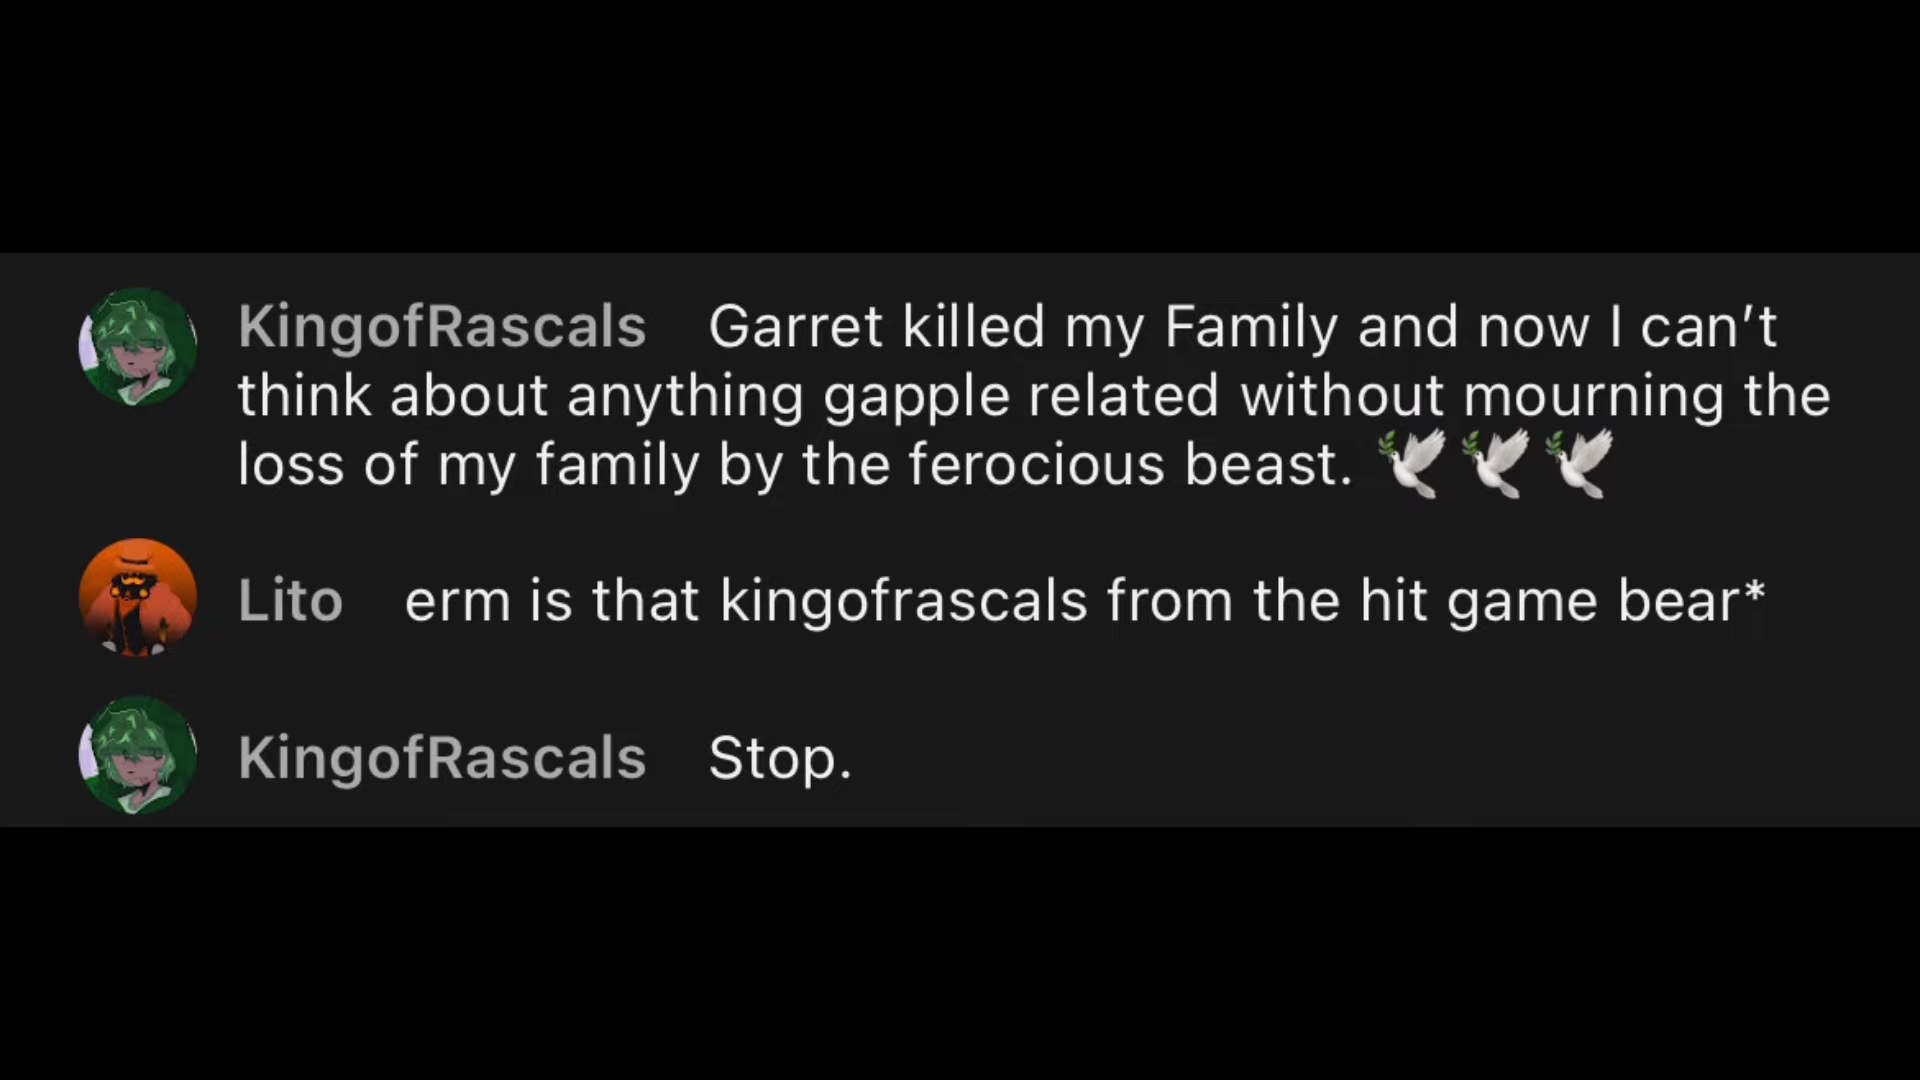 KingofRascals Garret killed my Family and now I can’t
think about anything gapple related without mourning the
loss of my family by the ferocious beast. 🕊️🕊️🕊️
Lito erm is that kingofrascals from the hit game bear*
KingofRascals Stop.